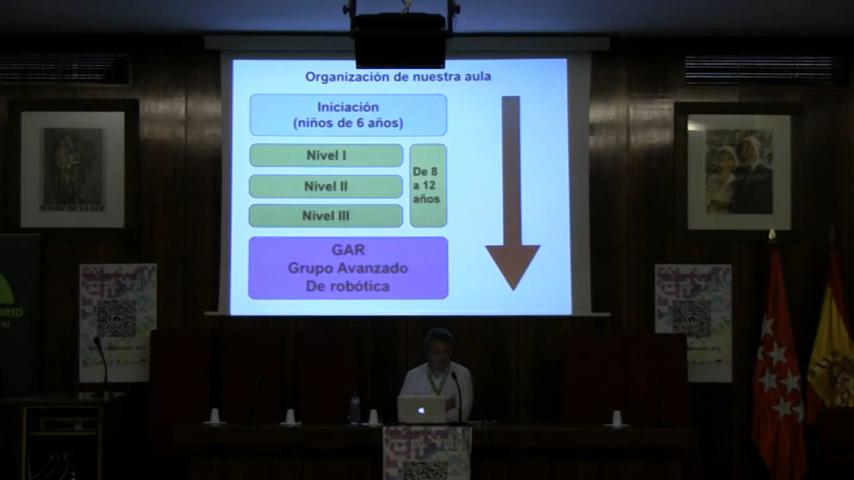 Organización de nuestra aula
Iniciación
(niños de 6 años)
Nivel I
Nivel II
Nivel III
De 8
a 12
años
GAR
Grupo Avanzado
De robótica